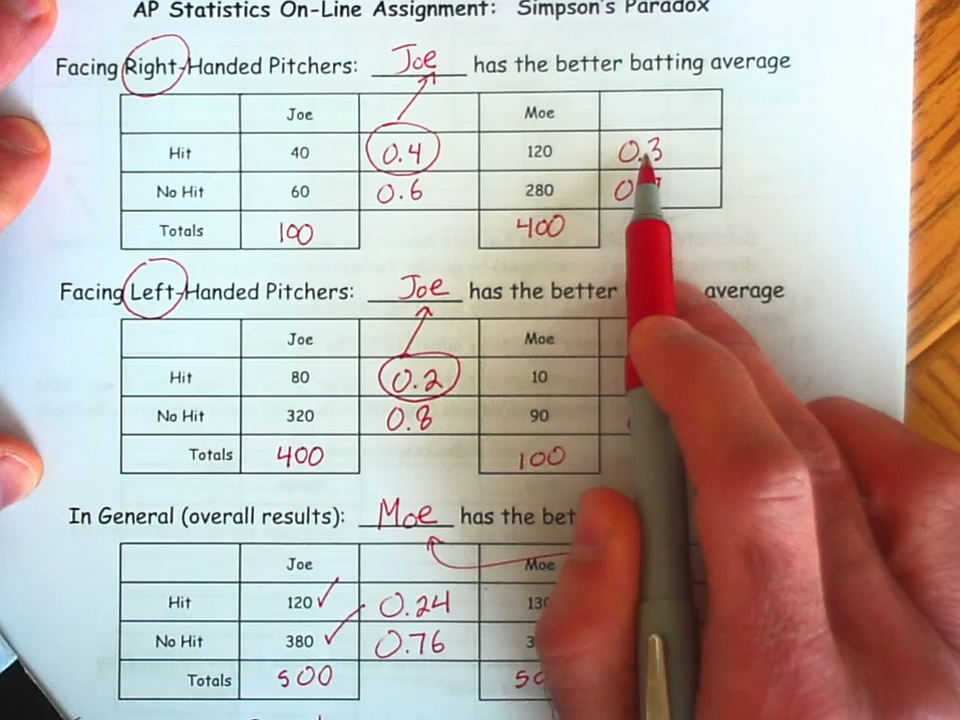 AP Statistics On-Line Assignment: Simpson's Paradox
Facing Right-Handed Pitchers: Joe has the better batting average
Joe Moe
Hit 40 0.4 120 0.3
No Hit 60 0.6 280
Totals 100 400
Facing Left-Handed Pitchers: Joe has the better average
Joe Moe
Hit 80 0.2 10
No Hit 320 0.8 90
Totals 400 100
In General (overall results): Moe has the
Joe Moe
Hit 120 0.24
No Hit 380 0.76
Totals 500